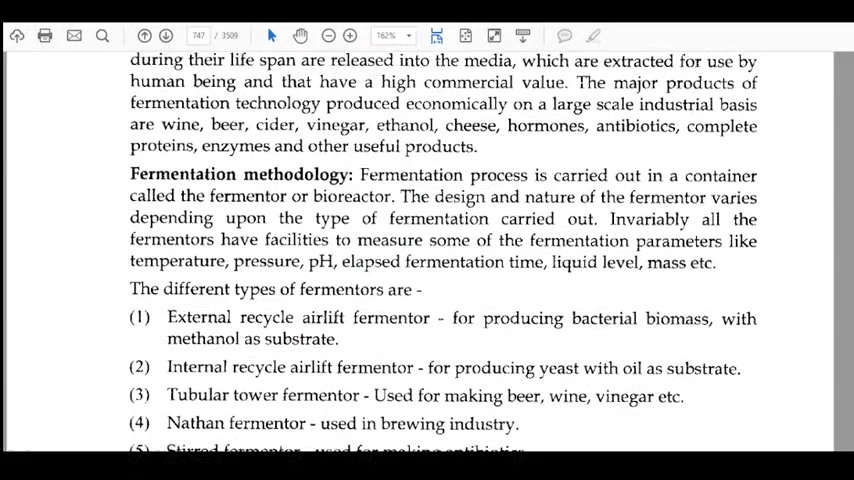 747 / 3509
162%
during their life span are released into the media, which are extracted for use by
human being and that have a high commercial value. The major products of
fermentation technology produced economically on a large scale industrial basis
are wine, beer, cider, vinegar, ethanol, cheese, hormones, antibiotics, complete
proteins, enzymes and other useful products.
Fermentation methodology: Fermentation process is carried out in a container
called the fermentor or bioreactor. The design and nature of the fermentor varies
depending upon the type of fermentation carried out. Invariably all the
fermentors have facilities to measure some of the fermentation parameters like
temperature, pressure, pH, elapsed fermentation time, liquid level, mass etc.
The different types of fermentors are -
(1) External recycle airlift fermentor - for producing bacterial biomass, with
methanol as substrate.
(2) Internal recycle airlift fermentor - for producing yeast with oil as substrate.
(3) Tubular tower fermentor - Used for making beer, wine, vinegar etc.
(4) Nathan fermentor - used in brewing industry.
(5) Stirred fermentor - used for making antibiotics